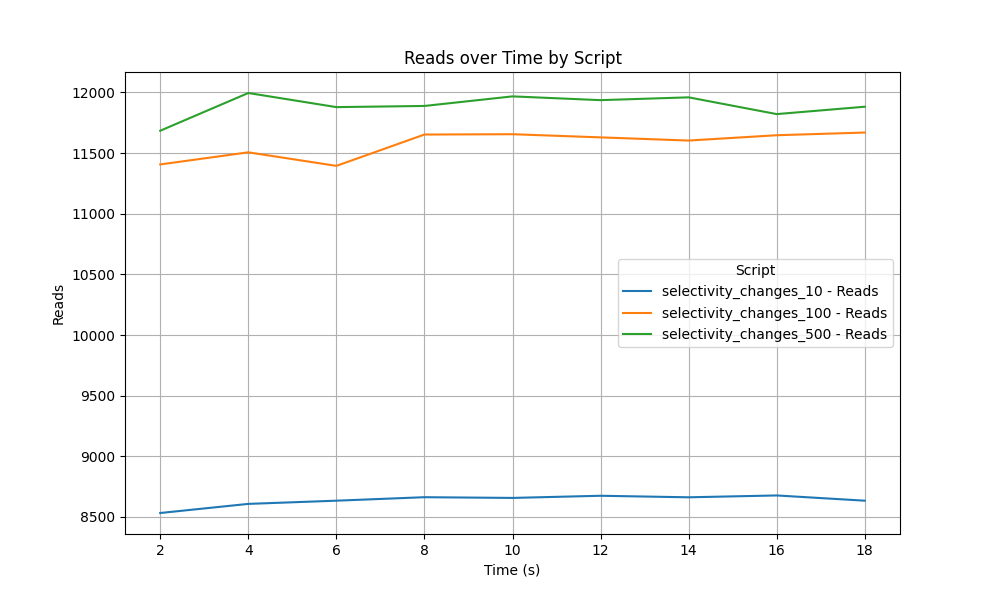 Reads over Time by Script
12000
11500
11000
10500
10000
9500
9000
8500
Reads
Script
selectivity_changes_10 - Reads
selectivity_changes_100 - Reads
selectivity_changes_500 - Reads
2 4 6 8 10 12 14 16 18
Time (s)